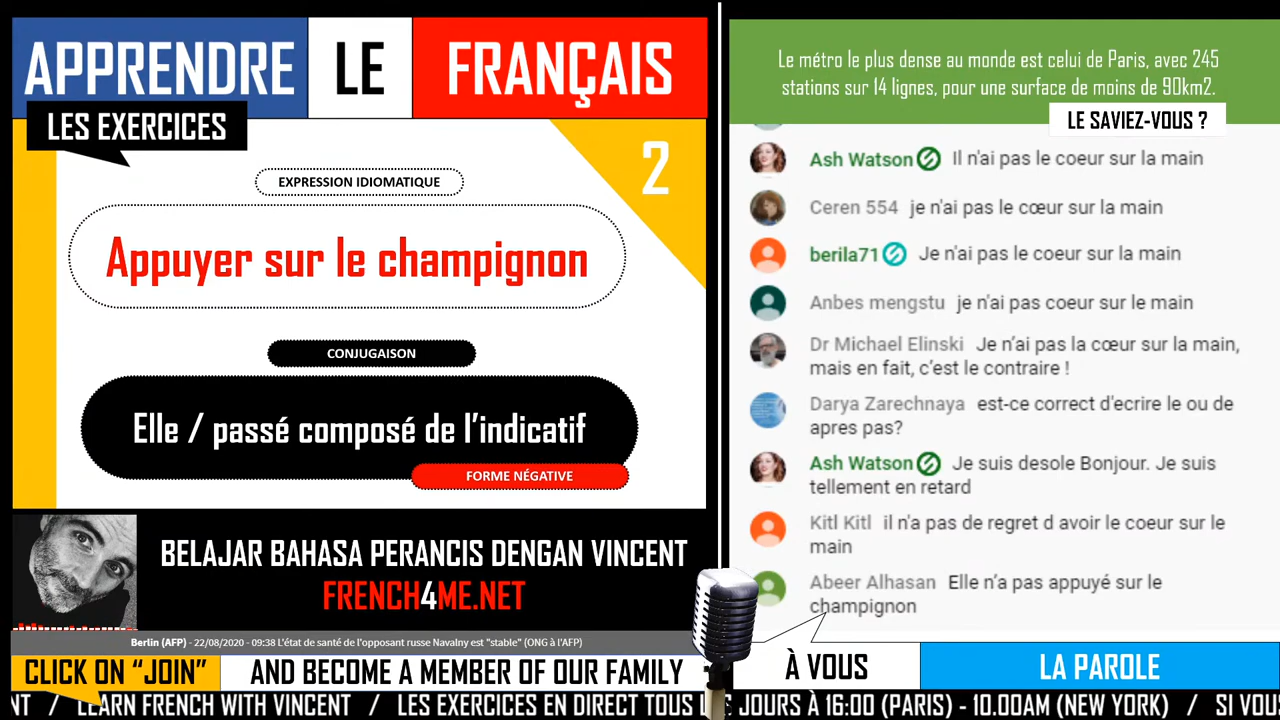 APPRENDRE LE FRANÇAIS
LES EXERCICES
2
EXPRESSION IDIOMATIQUE
Appuyer sur le champignon
CONJUGAISON
Elle / passé composé de l'indicatif
FORME NÉGATIVE
BELAJAR BAHASA PERANCIS DENGAN VINCENT
FRENCH4ME.NET
Le métro le plus dense au monde est celui de Paris, avec 245
stations sur 14 lignes, pour une surface de moins de 90km2.
LE SAVIEZ-VOUS ?
Ash Watson Il n'ai pas le coeur sur la main
Ceren 554 je n'ai pas le cœur sur la main
berila71 Je n'ai pas le coeur sur la main
Anbes mengstu je n'ai pas coeur sur le main
Dr Michael Elinski Je n'ai pas la cœur sur la main,
mais en fait, c'est le contraire !
Darya Zarechnaya est-ce correct d'ecrire le ou de
apres pas?
Ash Watson Je suis desole Bonjour. Je suis
tellement en retard
Kitl Kitl il n'a pas de regret d avoir le coeur sur le
main
Abeer Alhasan Elle n'a pas appuyé sur le
champignon
Berlin (AFP) - 22/08/2020 - 09:38 L'état de santé de l'opposant russe Navalny est "stable" (ONG à l'AFP)
CLICK ON "JOIN" AND BECOME A MEMBER OF OUR FAMILY
À VOUS LA PAROLE
NT / LEARN FRENCH WITH VINCENT / LES EXERCICES EN DIRECT TOUS L S JOURS À 16:00 (PARIS) - 10.00AM (NEW YORK) / SI VOUS